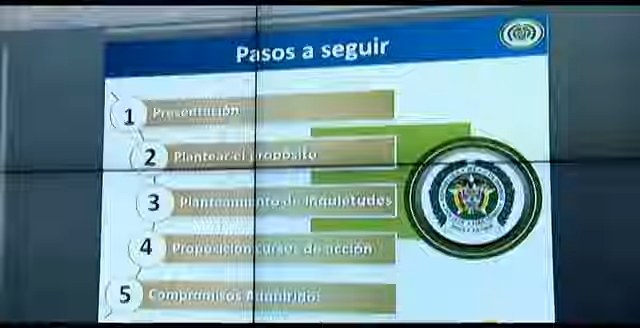 Pasos a seguir
1 Presentación
2 Plantear el propósito
3 Planteamiento de inquietudes
4 Proposición cursos de acción
5 Compromisos Adquiridos